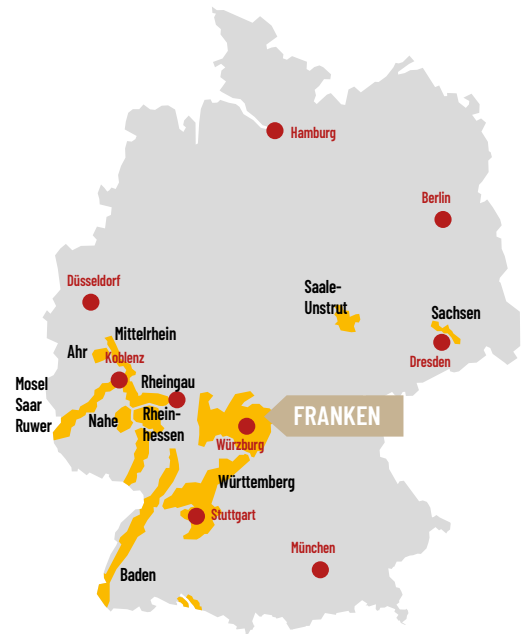 Hamburg
Berlin
Düsseldorf
Saale-
Unstrut
Sachsen
Mittelrhein
Ahr
Koblenz
Dresden
Mosel
Saar
Ruwer
Rheingau
Nahe
Rhein-
hessen
FRANKEN
Würzburg
Württemberg
Stuttgart
München
Baden